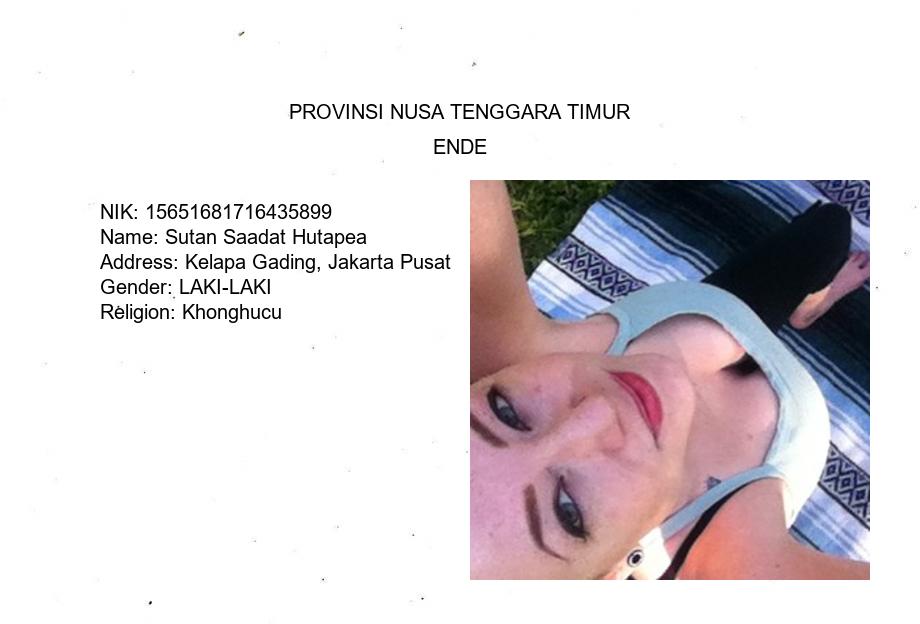 PROVINSI NUSA TENGGARA TIMUR
ENDE
NIK: 15651681716435899
Name: Sutan Saadat Hutapea
Address: Kelapa Gading, Jakarta Pusat
Gender: LAKI-LAKI
Religion: Khonghucu